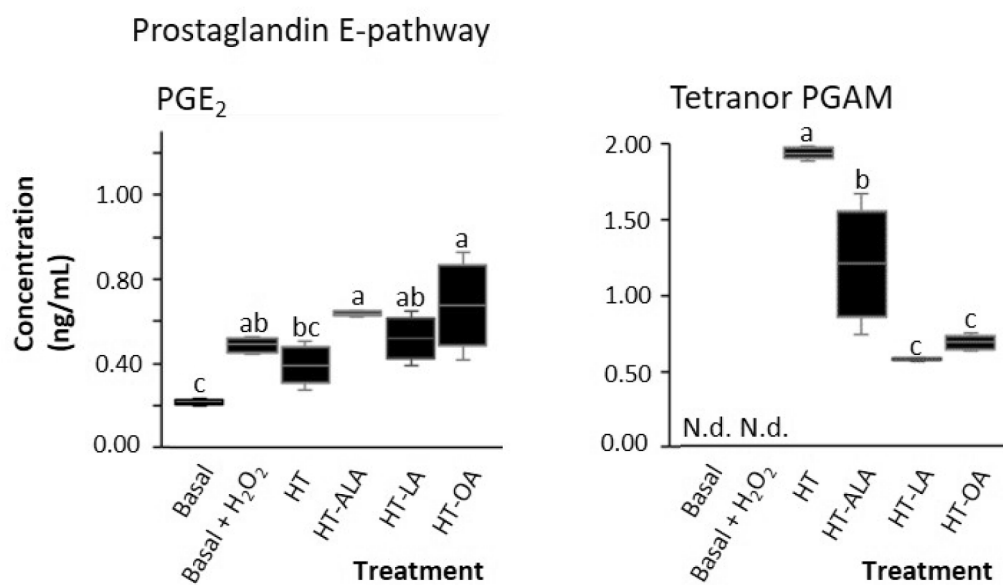 Prostaglandin E-pathway
PGE₂
Concentration
(ng/mL)
1.00
0.80
0.40
0.00
c
ab
bc
a
ab
a
Basal
Basal + H₂O₂
HT
HT-ALA
HT-LA
HT-OA
Treatment
Tetranor PGAM
2.00
1.50
1.00
0.50
0.00
N.d.
N.d.
a
b
c
c
Basal
Basal + H₂O₂
HT
HT-ALA
HT-LA
HT-OA
Treatment